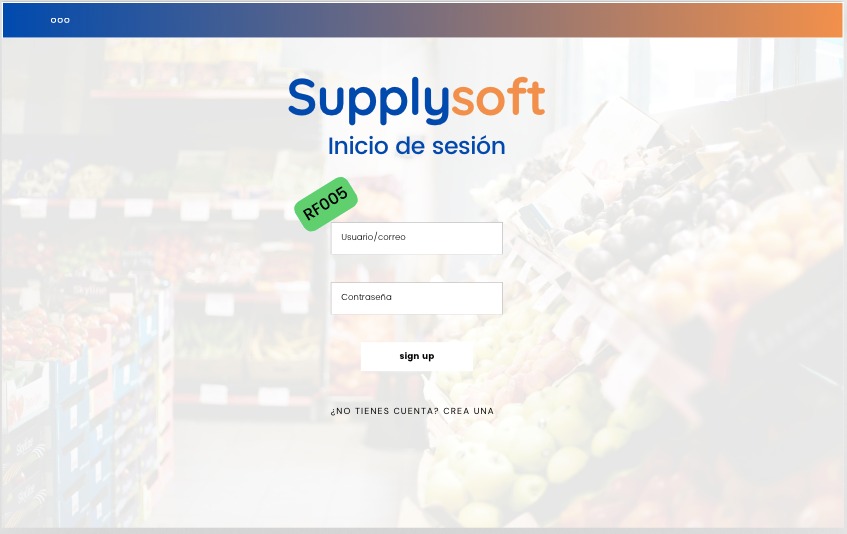 ooo
Supplysoft
Inicio de sesión
RF005
Usuario/correo
Contraseña
sign up
¿NO TIENES CUENTA? CREA UNA